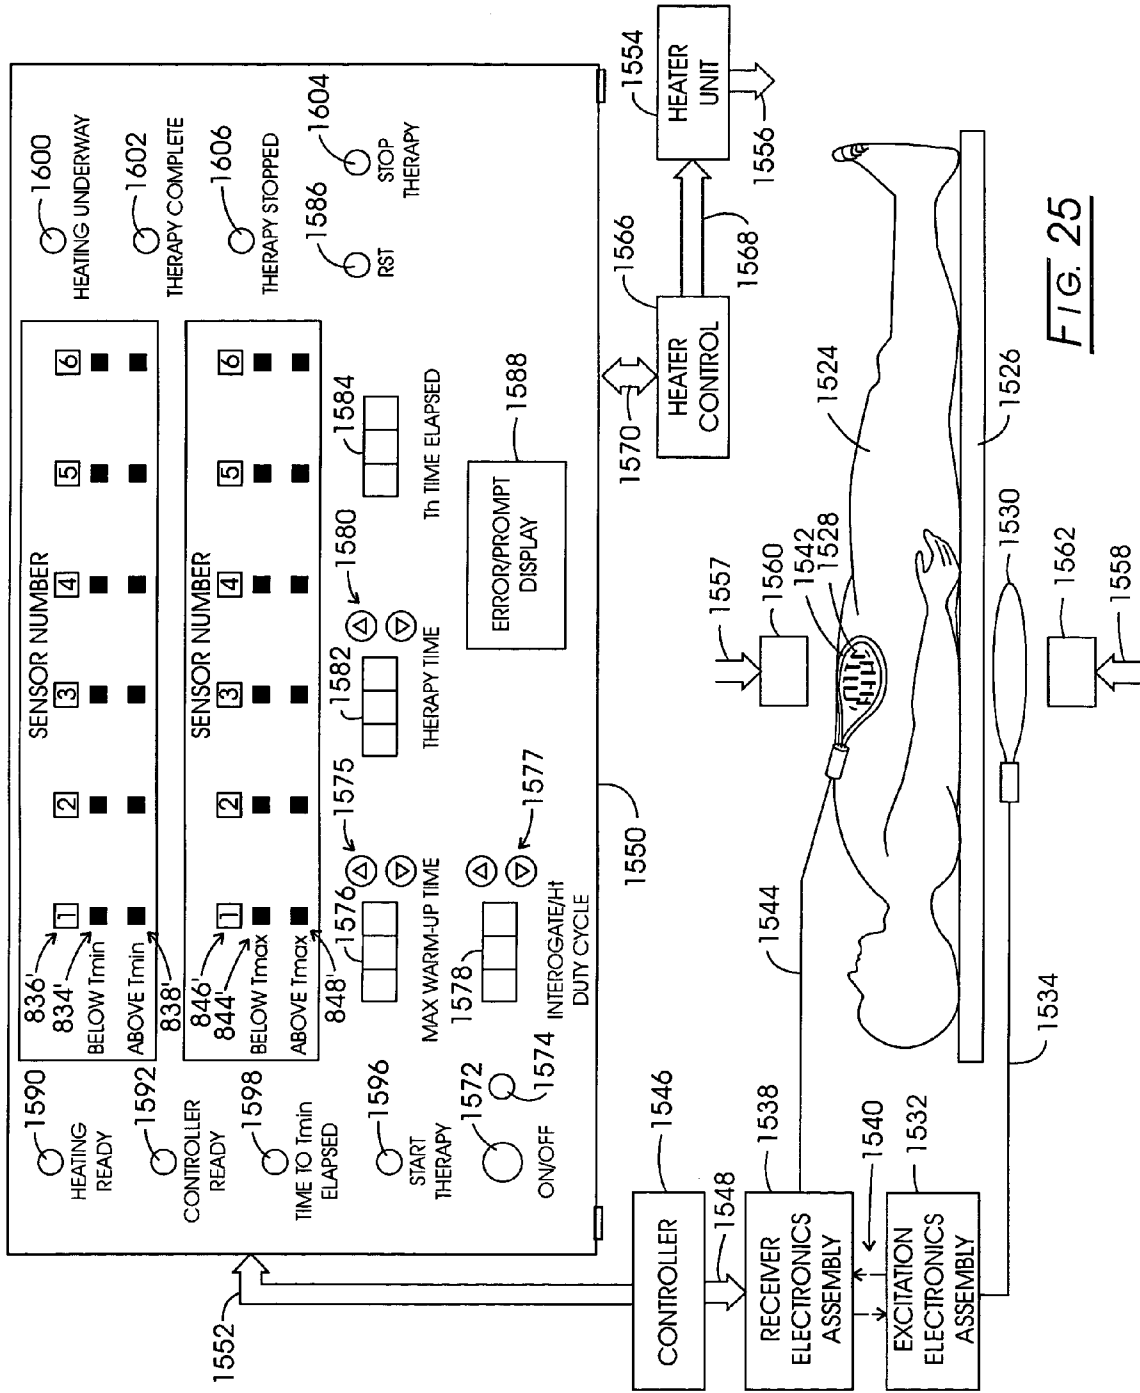 1590
HEATING
READY
1592
CONTROLLER
READY
1598
TIME TO Tmin
ELAPSED
1596
START
THERAPY
1572
ON/OFF
1574
SENSOR NUMBER
836'
1 2 3 4 5 6
834'
BELOW Tmin
ABOVE Tmin
838'
SENSOR NUMBER
846'
1 2 3 4 5 6
844'
BELOW Tmax
ABOVE Tmax
848'
1576
1575
MAX WARM-UP TIME
1578
1577
INTEROGATE/Ht
DUTY CYCLE
1582
1580
THERAPY TIME
1584
Th TIME ELAPSED
ERROR/PROMPT
DISPLAY
1588
1600
HEATING UNDERWAY
1602
THERAPY COMPLETE
1606
THERAPY STOPPED
1586
RST
1604
STOP
THERAPY
1550
1552
CONTROLLER
1546
1548
RECEIVER
ELECTRONICS
ASSEMBLY
1538
1540
EXCITATION
ELECTRONICS
ASSEMBLY
1532
1544
1534
1557
1560
1542
1528
1524
1526
1530
1562
1558
1570
HEATER
CONTROL
1566
1568
HEATER
UNIT
1554
1556
FIG. 25